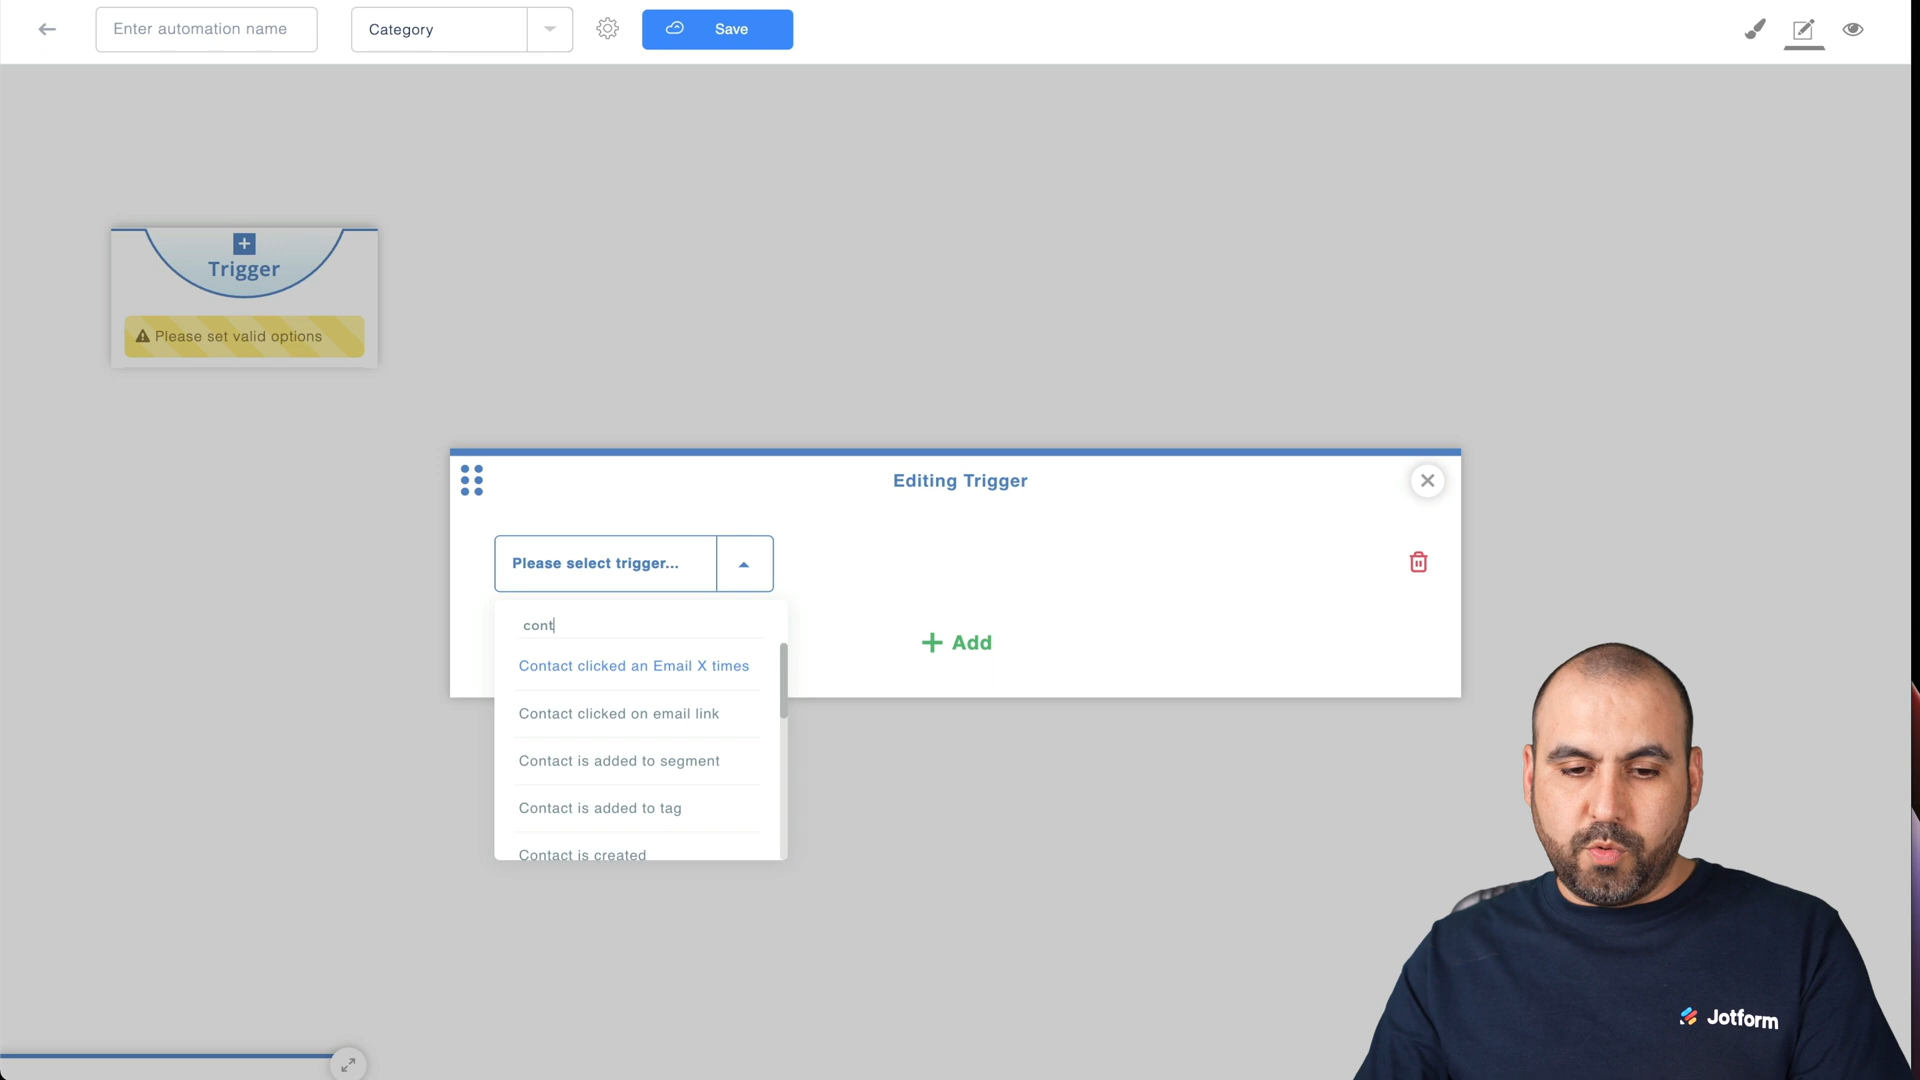 Enter automation name
Category
Save
Trigger
Please set valid options
Editing Trigger
Please select trigger...
cont
Add
Contact clicked an Email X times
Contact clicked on email link
Contact is added to segment
Contact is added to tag
Contact is created
Jotform